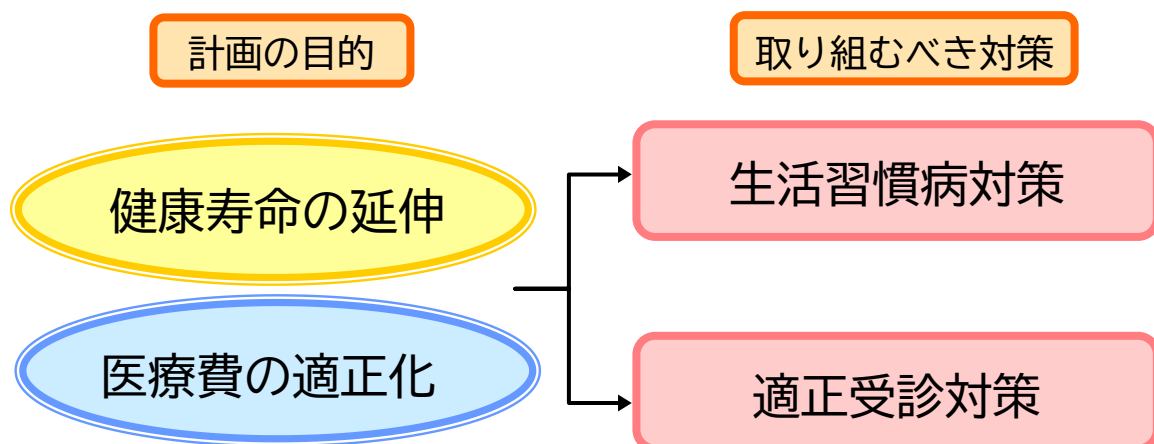 計画の目的
取り組むべき対策
健康寿命の延伸
医療費の適正化
生活習慣病対策
適正受診対策